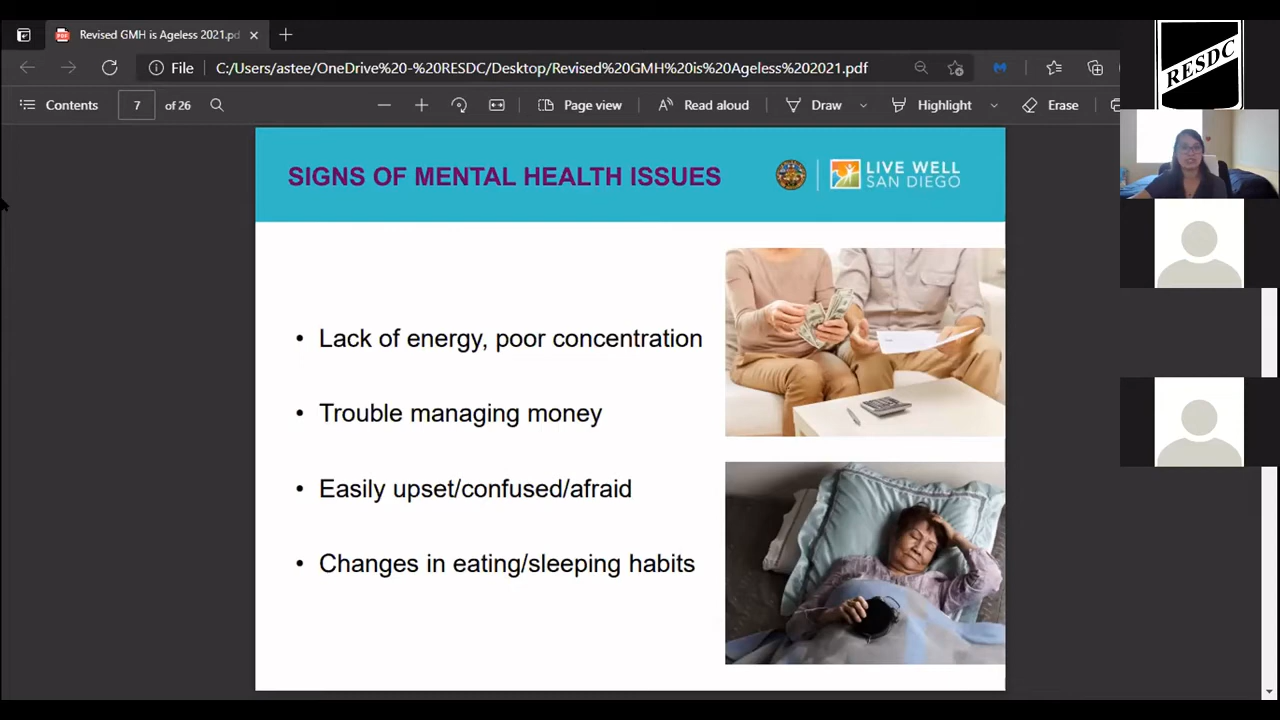 Revised GMH is Ageless 2021.pd
File
C:/Users/astee/OneDrive%20-%20RESDC/Desktop/Revised%20GMH%20is%20Ageless%202021.pdf
Contents
7 of 26
Page view
Read aloud
Draw
Highlight
Erase
RESDC
SIGNS OF MENTAL HEALTH ISSUES
LIVE WELL
SAN DIEGO
• Lack of energy, poor concentration
• Trouble managing money
• Easily upset/confused/afraid
• Changes in eating/sleeping habits